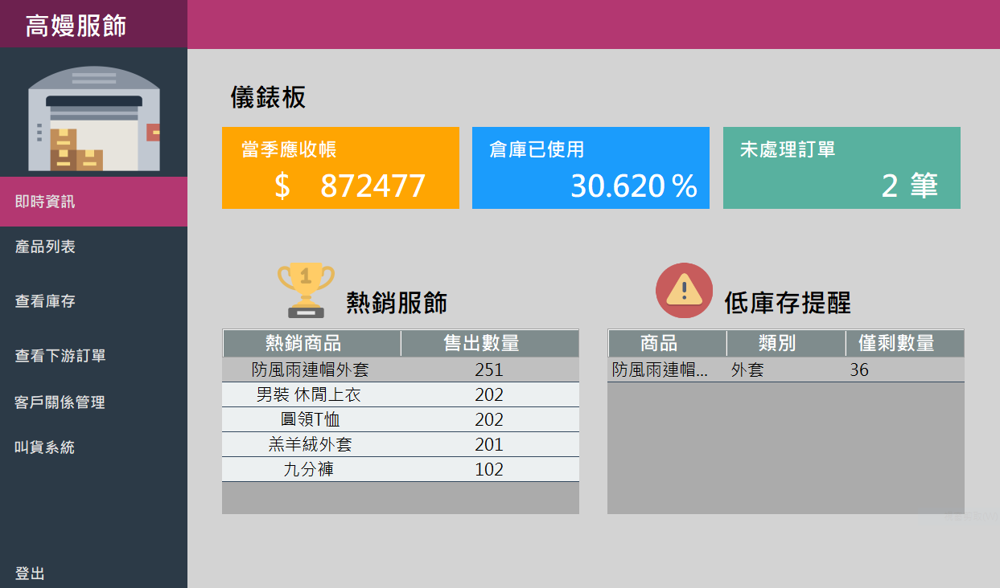 高嫚服飾
即時資訊
產品列表
查看庫存
查看下游訂單
客戶關係管理
叫貨系統
登出
儀錶板
當季應收帳
$ 872477
倉庫已使用
30.620 %
未處理訂單
2 筆
1
熱銷服飾
熱銷商品 售出數量
防風雨連帽外套 251
男裝 休閒上衣 202
圓領T恤 202
羔羊絨外套 201
九分褲 102
低庫存提醒
商品 類別 僅剩數量
防風雨連帽... 外套 36